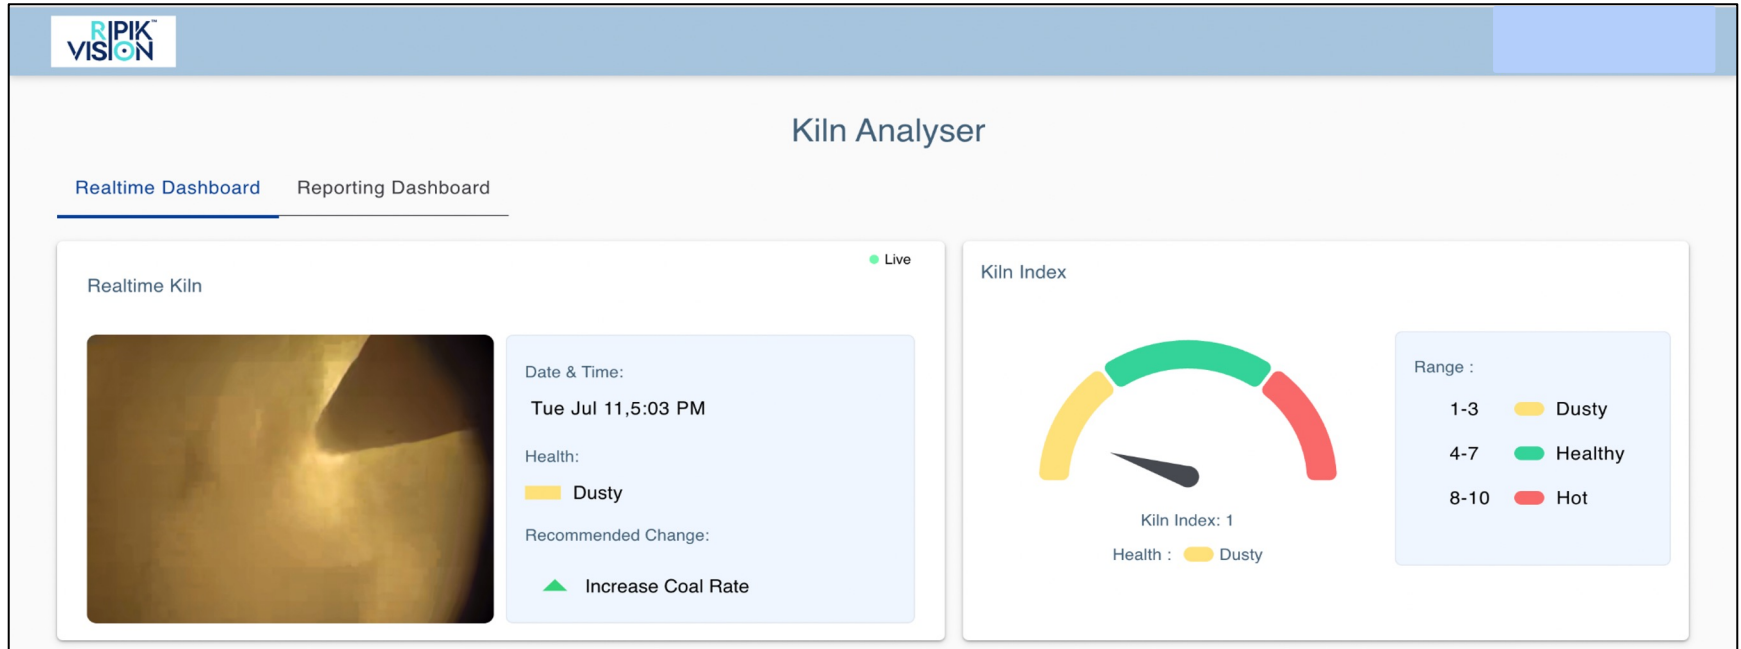 RIPIK™
VISION
Kiln Analyser
Realtime Dashboard
Reporting Dashboard
Live
Realtime Kiln
Date & Time:
Tue Jul 11,5:03 PM
Health:
Dusty
Recommended Change:
Increase Coal Rate
Kiln Index
Kiln Index: 1
Health : Dusty
Range :
1-3 Dusty
4-7 Healthy
8-10 Hot